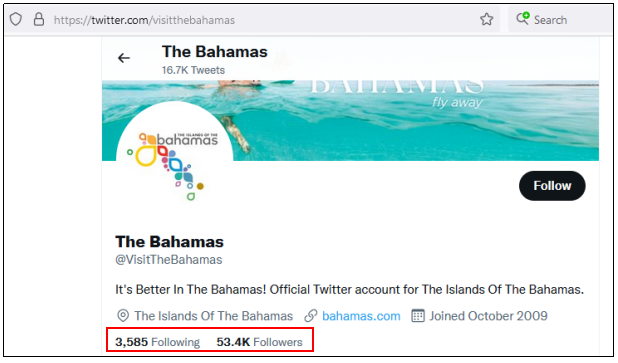 https://twitter.com/visitthebahamas
Search
The Bahamas
16.7K Tweets
BAHAMAS
fly away
THE ISLANDS OF THE
bahamas
Follow
The Bahamas
@VisitTheBahamas
It's Better In The Bahamas! Official Twitter account for The Islands Of The Bahamas.
The Islands Of The Bahamas bahamas.com Joined October 2009
3,585 Following 53.4K Followers